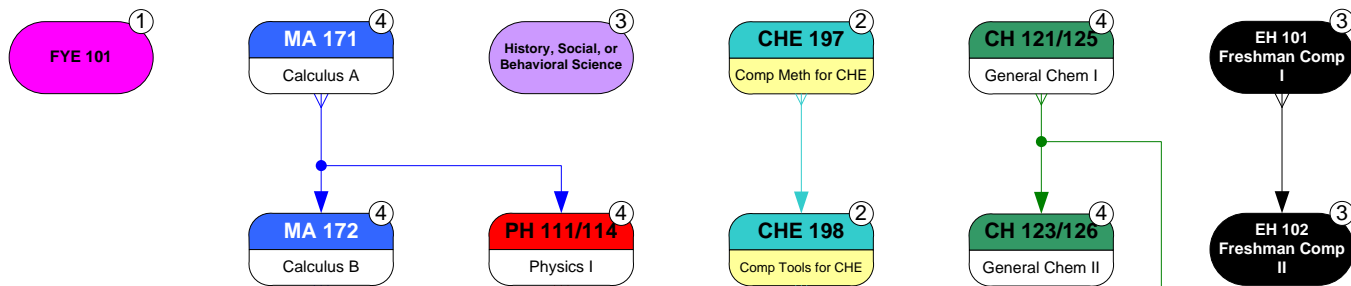 1
FYE 101
4
MA 171
Calculus A
3
History, Social, or
Behavioral Science
2
CHE 197
Comp Meth for CHE
4
CH 121/125
General Chem I
3
EH 101
Freshman Comp
I
4
MA 172
Calculus B
4
PH 111/114
Physics I
2
CHE 198
Comp Tools for CHE
4
CH 123/126
General Chem II
3
EH 102
Freshman Comp
II